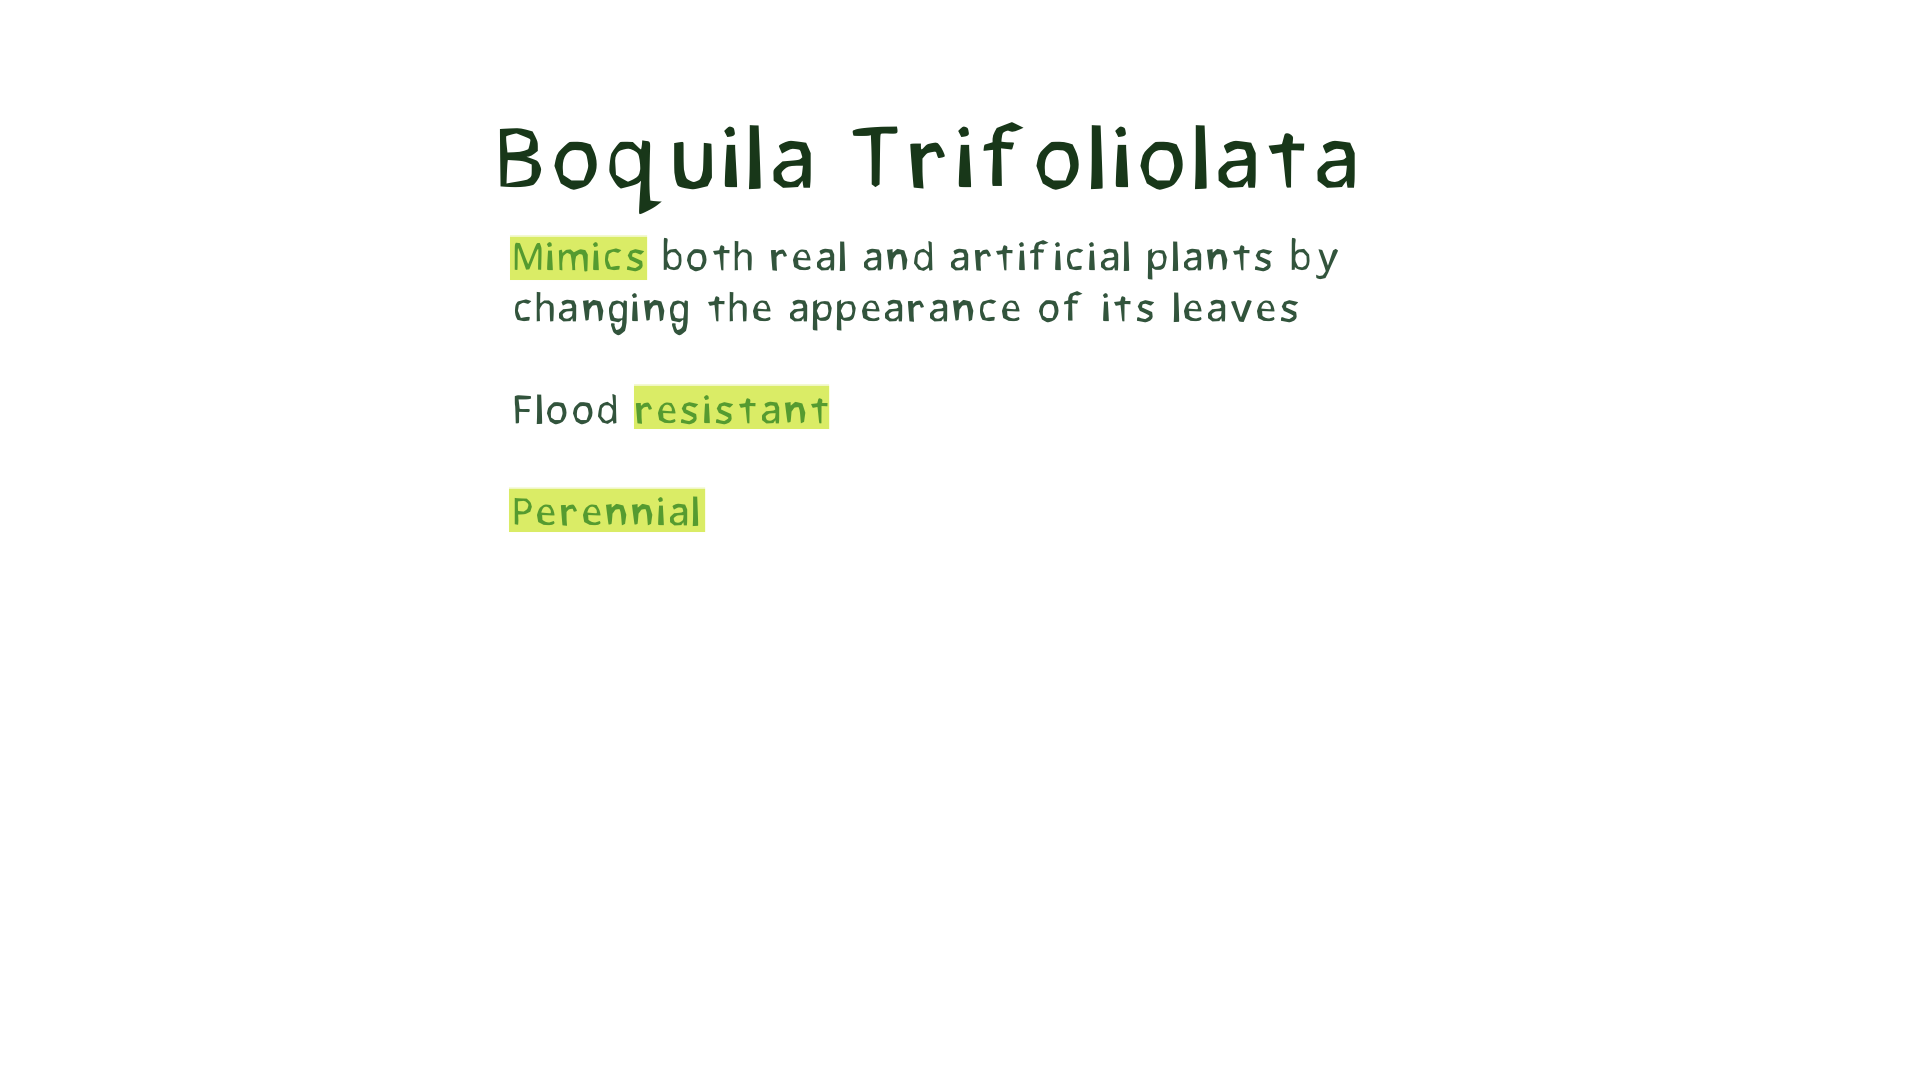 Boquila Trifoliolata
Mimics both real and artificial plants by
changing the appearance of its leaves
Flood resistant
Perennial